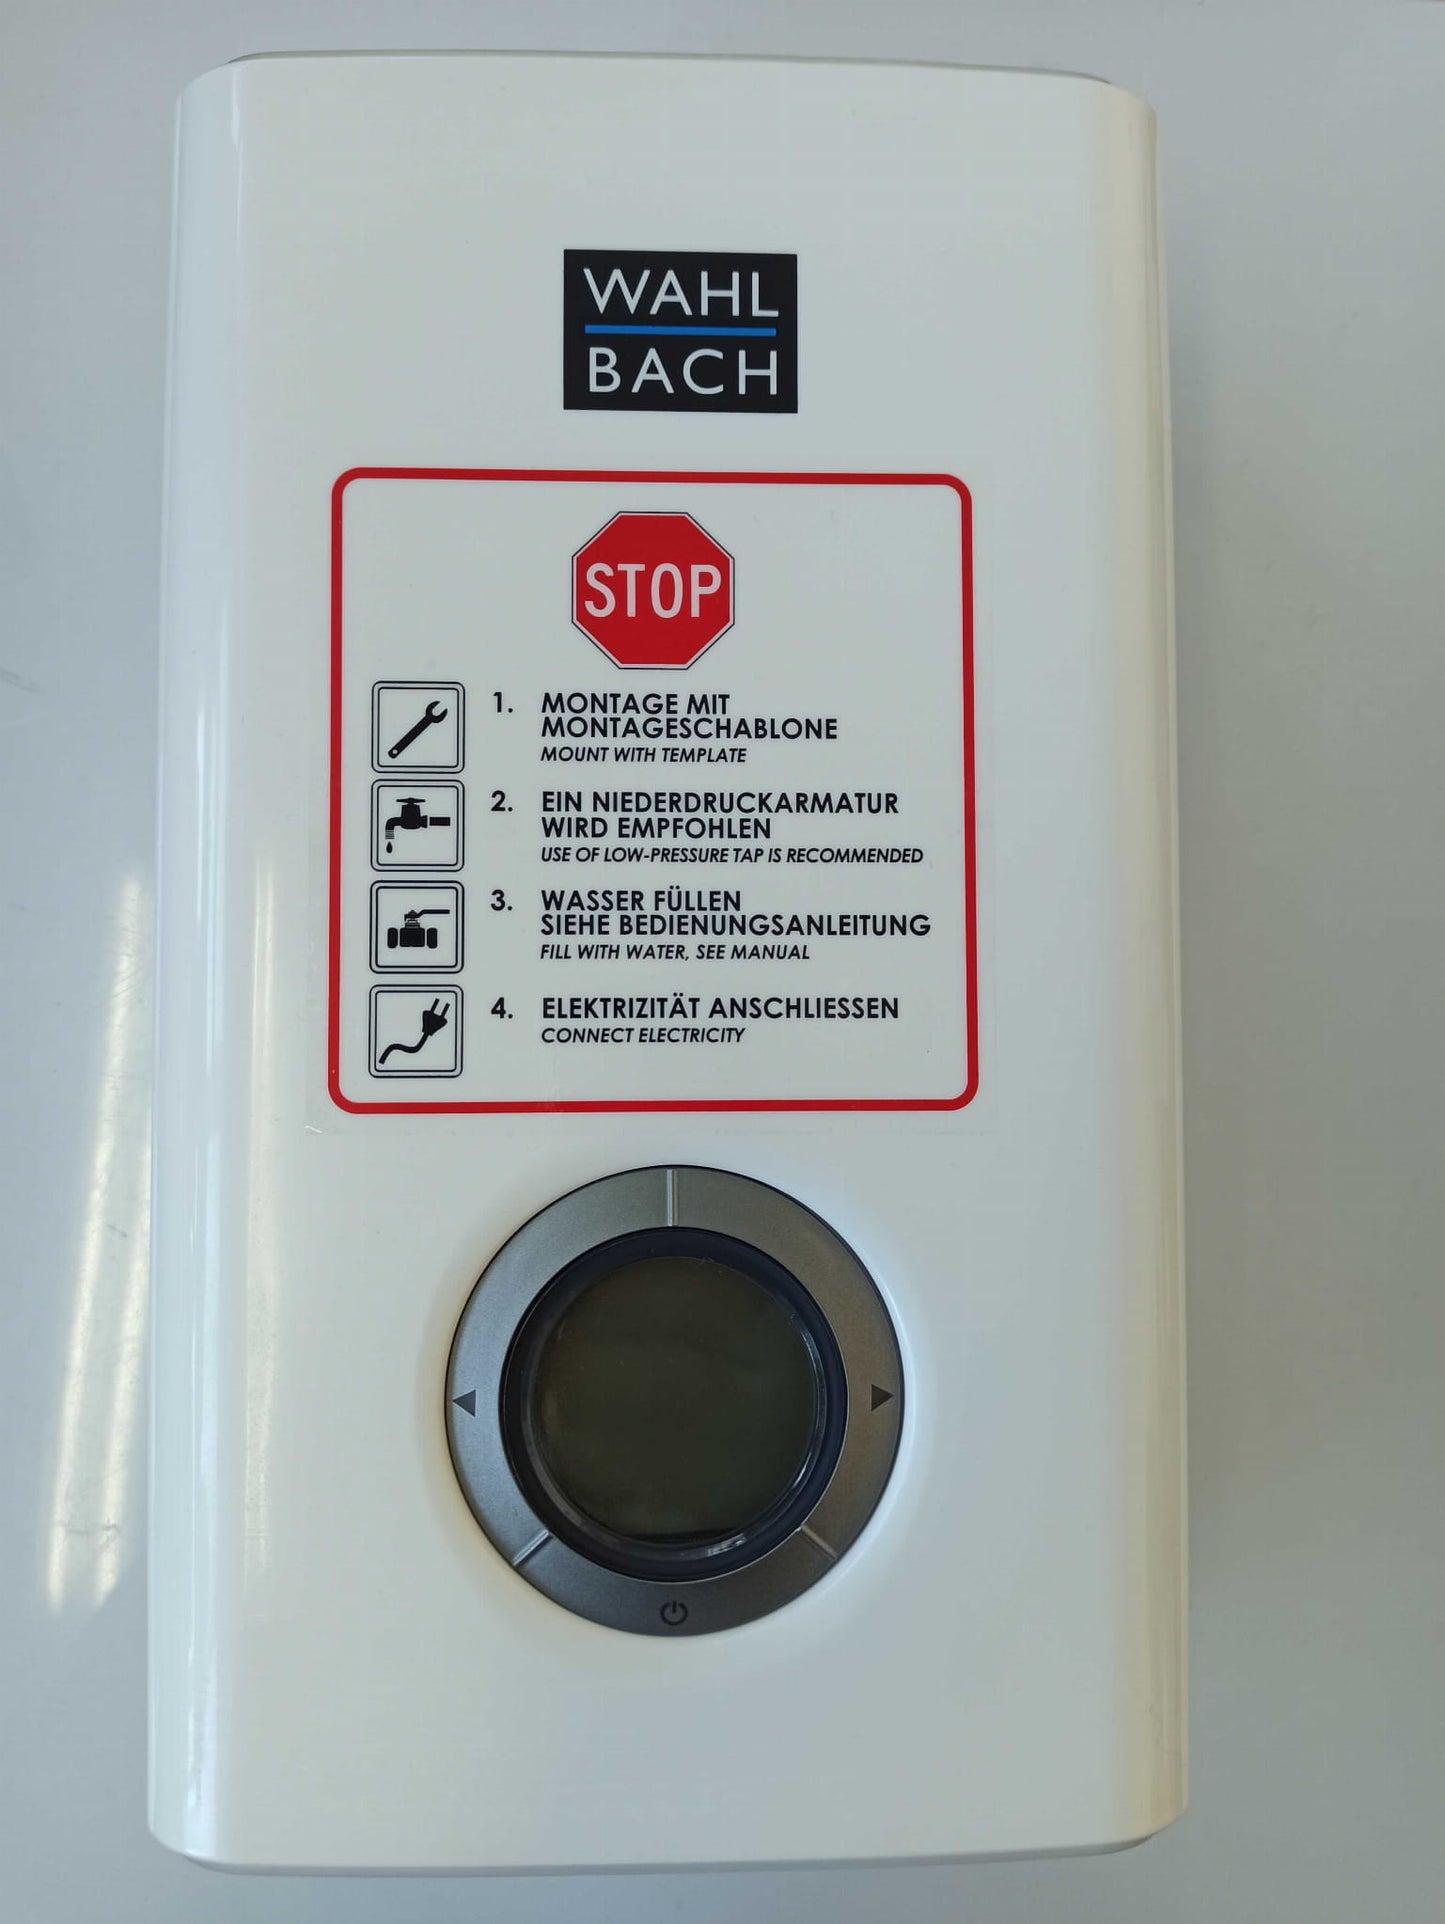 WAHL
BACH
STOP
1. MONTAGE MIT
MONTAGESCHABLONE
MOUNT WITH TEMPLATE
2. EIN NIEDERDRUCKARMATUR
WIRD EMPFOHLEN
USE OF LOW-PRESSURE TAP IS RECOMMENDED
3. WASSER FÜLLEN
SIEHE BEDIENUNGSANLEITUNG
FILL WITH WATER, SEE MANUAL
4. ELEKTRIZITÄT ANSCHLIESSEN
CONNECT ELECTRICITY